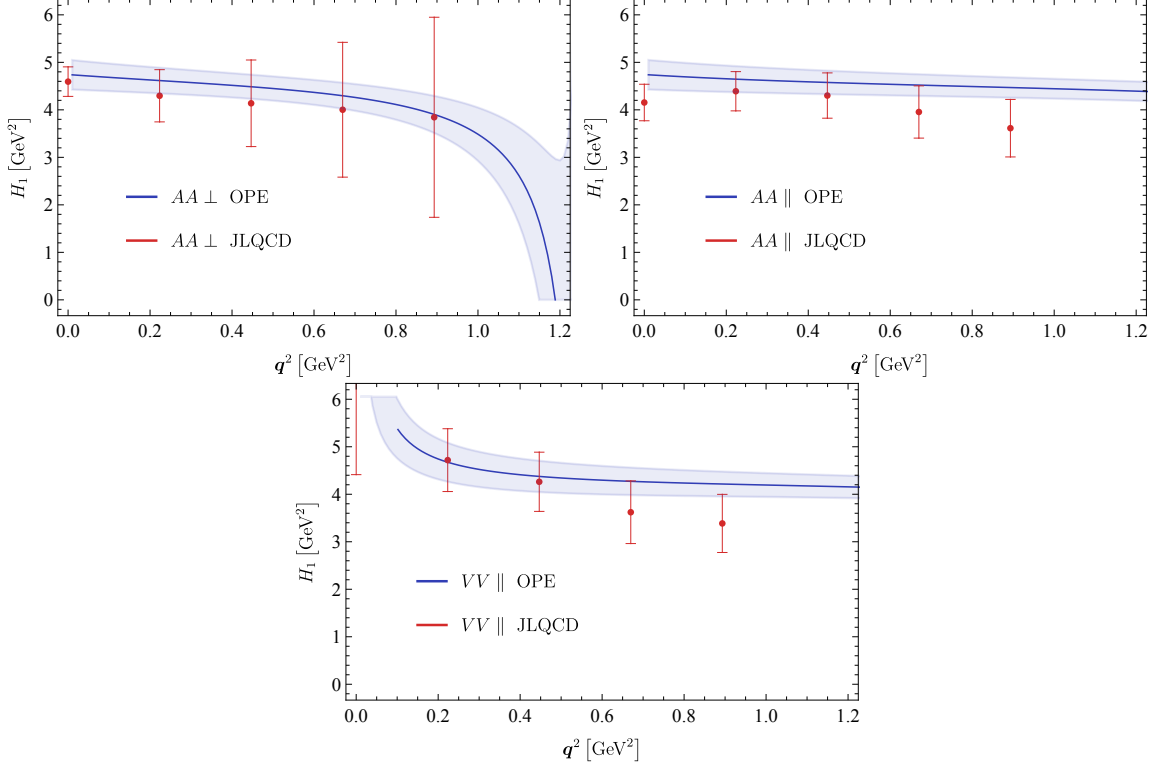 6
5
4
3
2
1
0
H₁ [GeV²]
AA ⊥ OPE
AA ⊥ JLQCD
0.0 0.2 0.4 0.6 0.8 1.0 1.2
q² [GeV²]
6
5
4
3
2
1
0
H₁ [GeV²]
AA ∥ OPE
AA ∥ JLQCD
0.0 0.2 0.4 0.6 0.8 1.0 1.2
q² [GeV²]
6
5
4
3
2
1
0
H₁ [GeV²]
VV ∥ OPE
VV ∥ JLQCD
0.0 0.2 0.4 0.6 0.8 1.0 1.2
q² [GeV²]